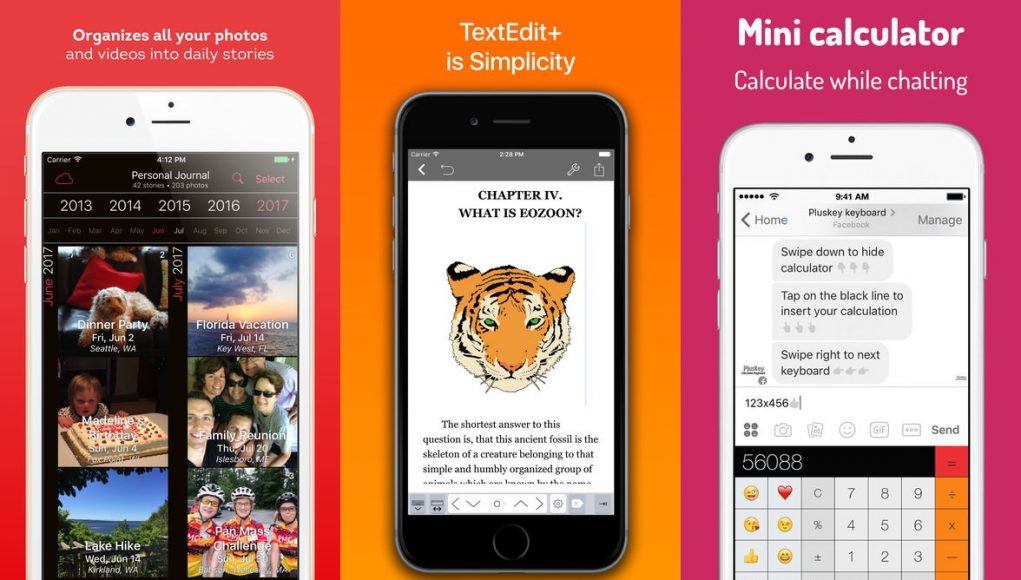 Organizes all your photos
and videos into daily stories
Carrier 4:12 PM
Personal Journal
42 stories • 203 photos
Select
2013 2014 2015 2016 2017
Jan Feb Mar Apr May Jun Jul Aug Sep Oct Nov Dec
June 2017
2
Dinner Party
Fri, Jun 2
Seattle, WA
July 2017
6
Florida Vacation
Fri, Jul 14
Key West, FL
Madeline's
Birthday
Sun, Jun 4
Family Reunion
Thu, Jul 20
Islesboro, ME
Lake Hike
Wed, Jun 14
Kirkland, WA
3
Pan Mass
Challenge
TextEdit+
is Simplicity
Carrier 2:28 PM
CHAPTER IV.
WHAT IS EOZOON?
The shortest answer to this
question is, that this ancient fossil is the
skeleton of a creature belonging to that
simple and humbly organized group of
animals which are known by the name
Mini calculator
Calculate while chatting
9:41 AM
Home
Pluskey keyboard >
Facebook
Manage
Swipe down to hide
calculator
Tap on the black line to
insert your calculation
Swipe right to next
keyboard
PlusKey
123x456
GIF
Send
56088 =
C 7 8 9 ÷
% 4 5 6 x
± 1 2 3 −